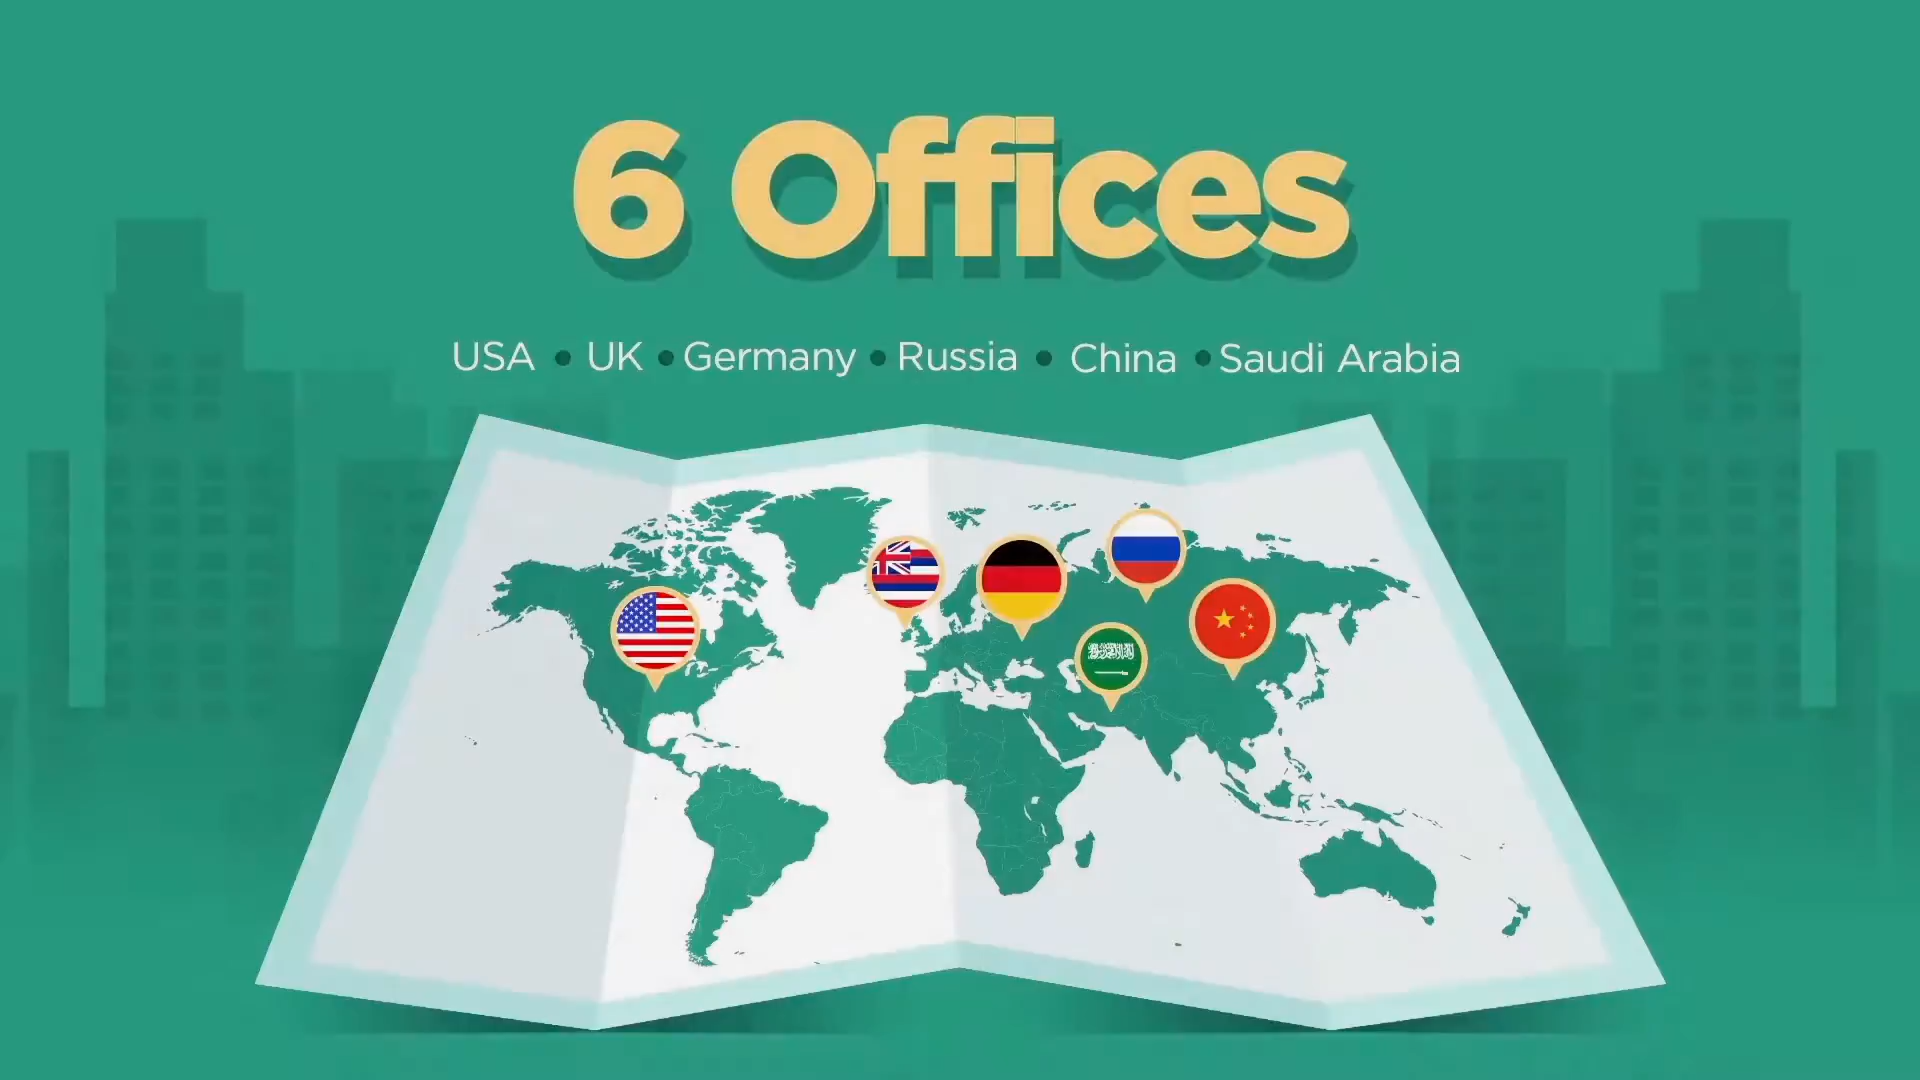 6 Offices
USA • UK • Germany • Russia • China • Saudi Arabia